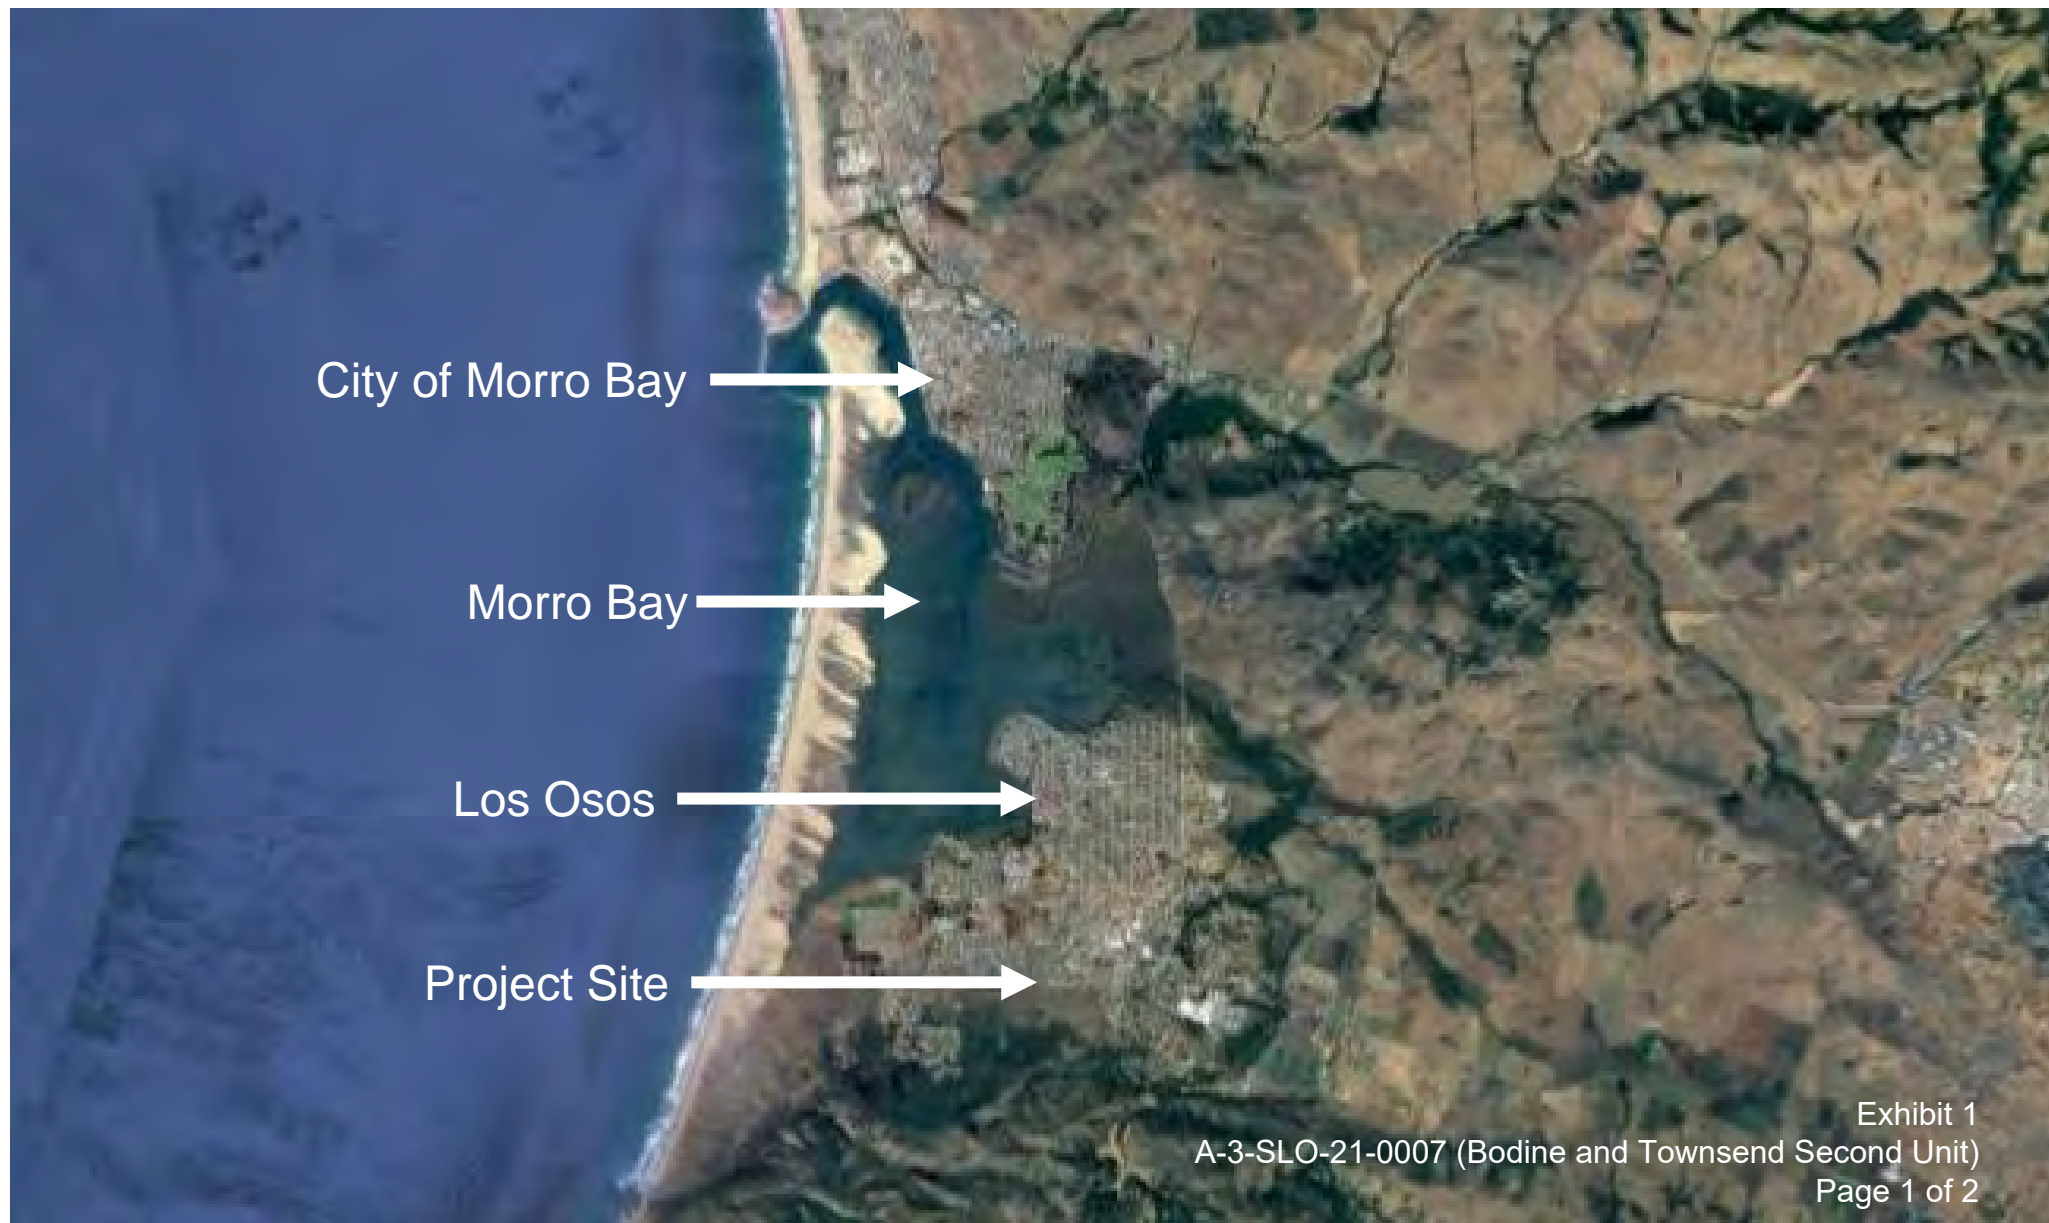 City of Morro Bay
Morro Bay
Los Osos
Project Site
Exhibit 1
A-3-SLO-21-0007 (Bodine and Townsend Second Unit)
Page 1 of 2